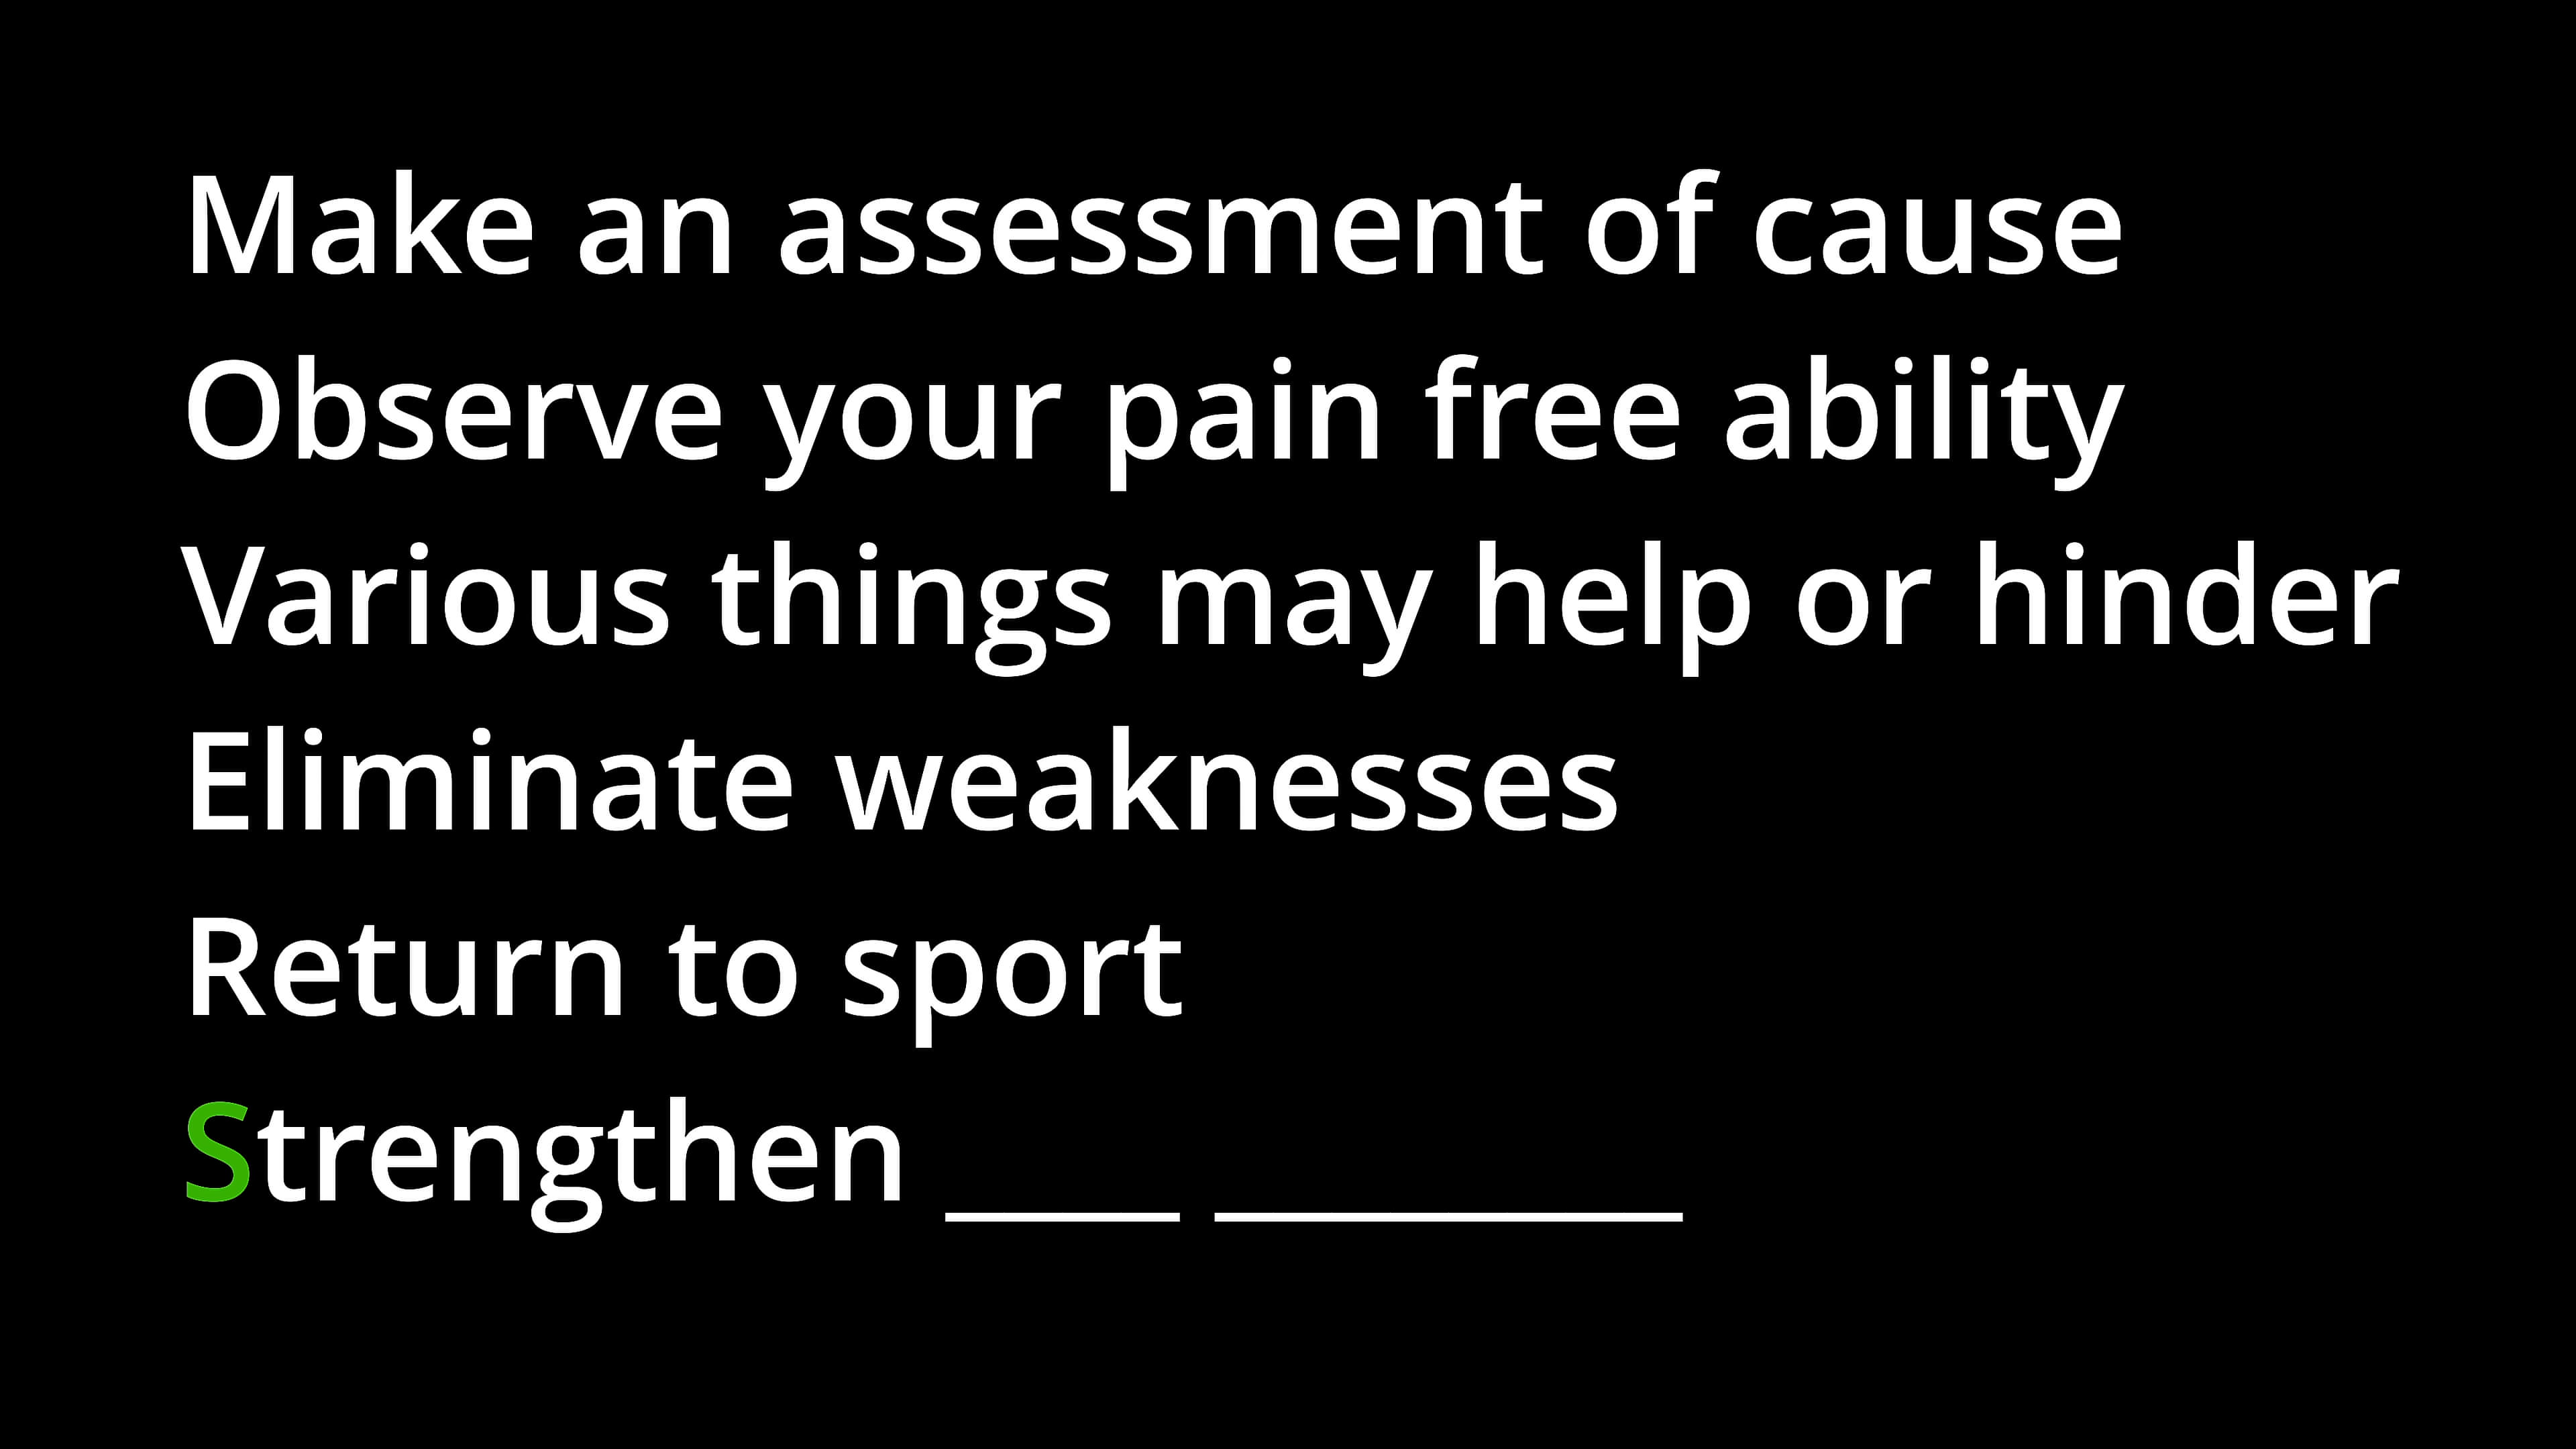 Make an assessment of cause
Observe your pain free ability
Various things may help or hinder
Eliminate weaknesses
Return to sport
Strengthen ____ ________